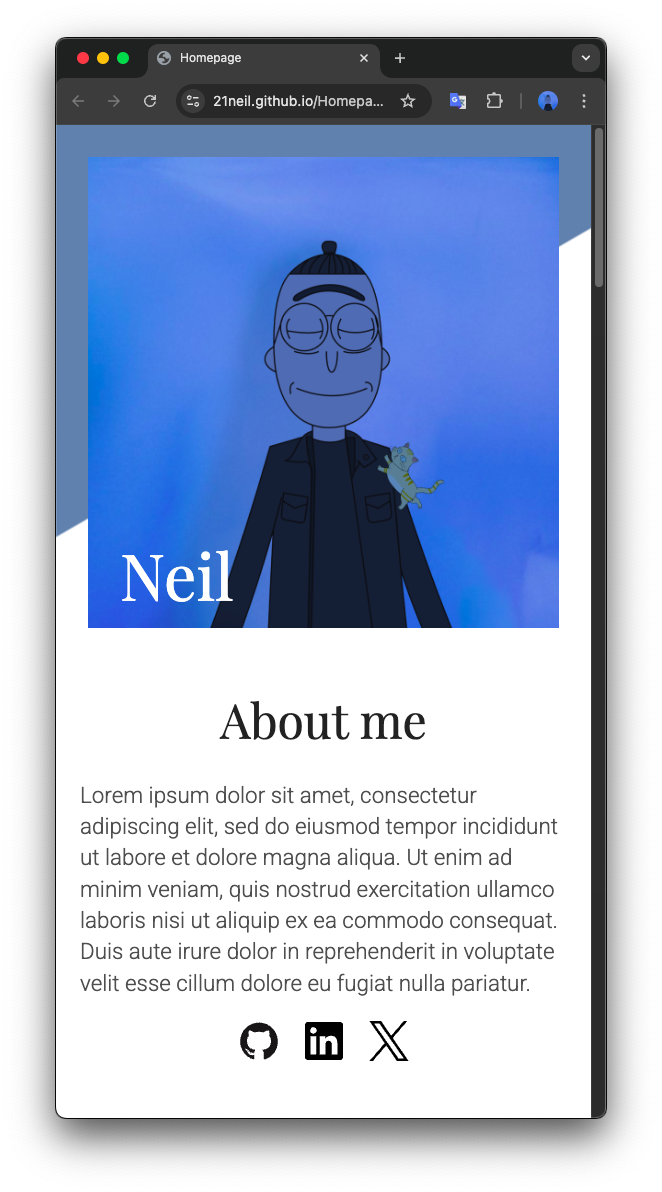 Homepage
21neil.github.io/Homepa...
Neil
About me
Lorem ipsum dolor sit amet, consectetur
adipiscing elit, sed do eiusmod tempor incididunt
ut labore et dolore magna aliqua. Ut enim ad
minim veniam, quis nostrud exercitation ullamco
laboris nisi ut aliquip ex ea commodo consequat.
Duis aute irure dolor in reprehenderit in voluptate
velit esse cillum dolore eu fugiat nulla pariatur.
in